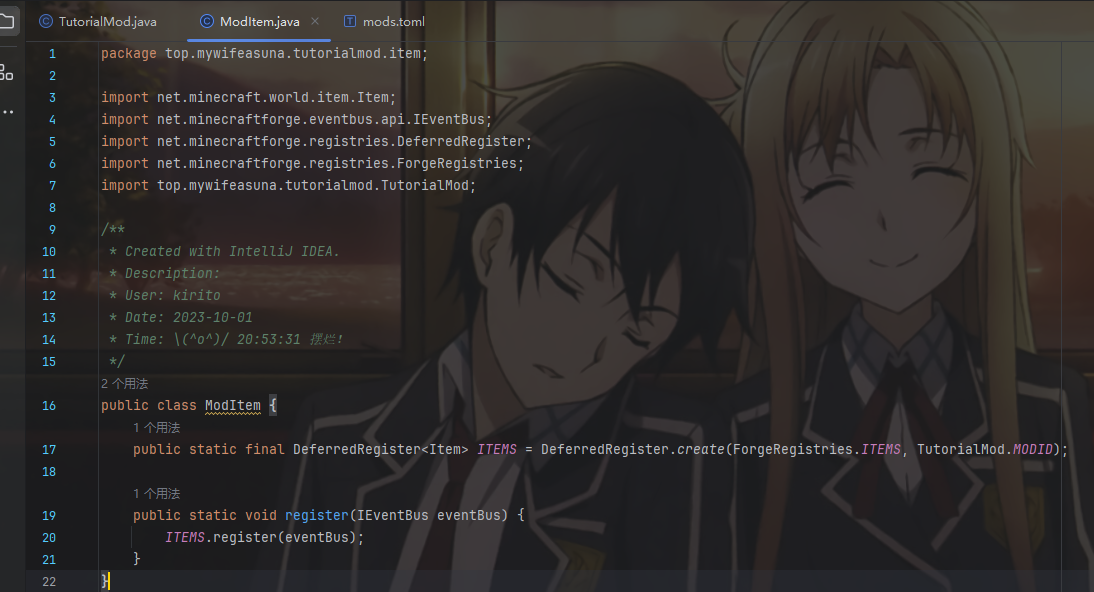 TutorialMod.java ModItem.java mods.toml
1 package top.mywifeasuna.tutorialmod.item;
2
3 import net.minecraft.world.item.Item;
4 import net.minecraftforge.eventbus.api.IEventBus;
5 import net.minecraftforge.registries.DeferredRegister;
6 import net.minecraftforge.registries.ForgeRegistries;
7 import top.mywifeasuna.tutorialmod.TutorialMod;
8
9 /**
10 * Created with IntelliJ IDEA.
11 * Description:
12 * User: kirito
13 * Date: 2023-10-01
14 * Time: \(^o^)/ 20:53:31 摆烂!
15 */
2 个用法
16 public class ModItem {
1 个用法
17 public static final DeferredRegister<Item> ITEMS = DeferredRegister.create(ForgeRegistries.ITEMS, TutorialMod.MODID);
18
1 个用法
19 public static void register(IEventBus eventBus) {
20 ITEMS.register(eventBus);
21 }
22 }